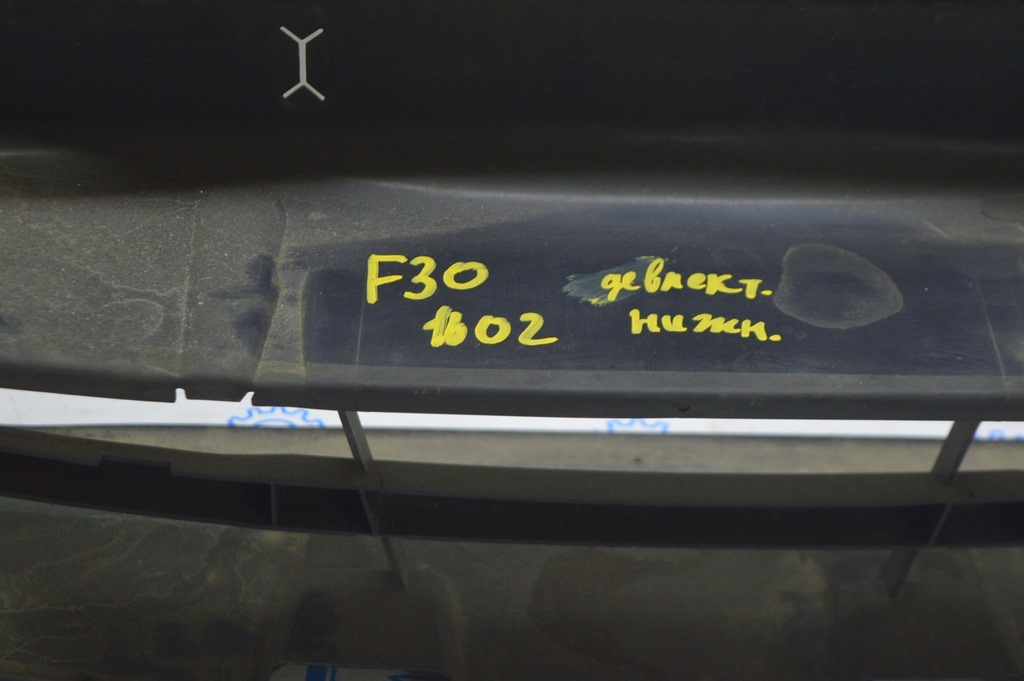 F30
девлект.
1602
нижн.